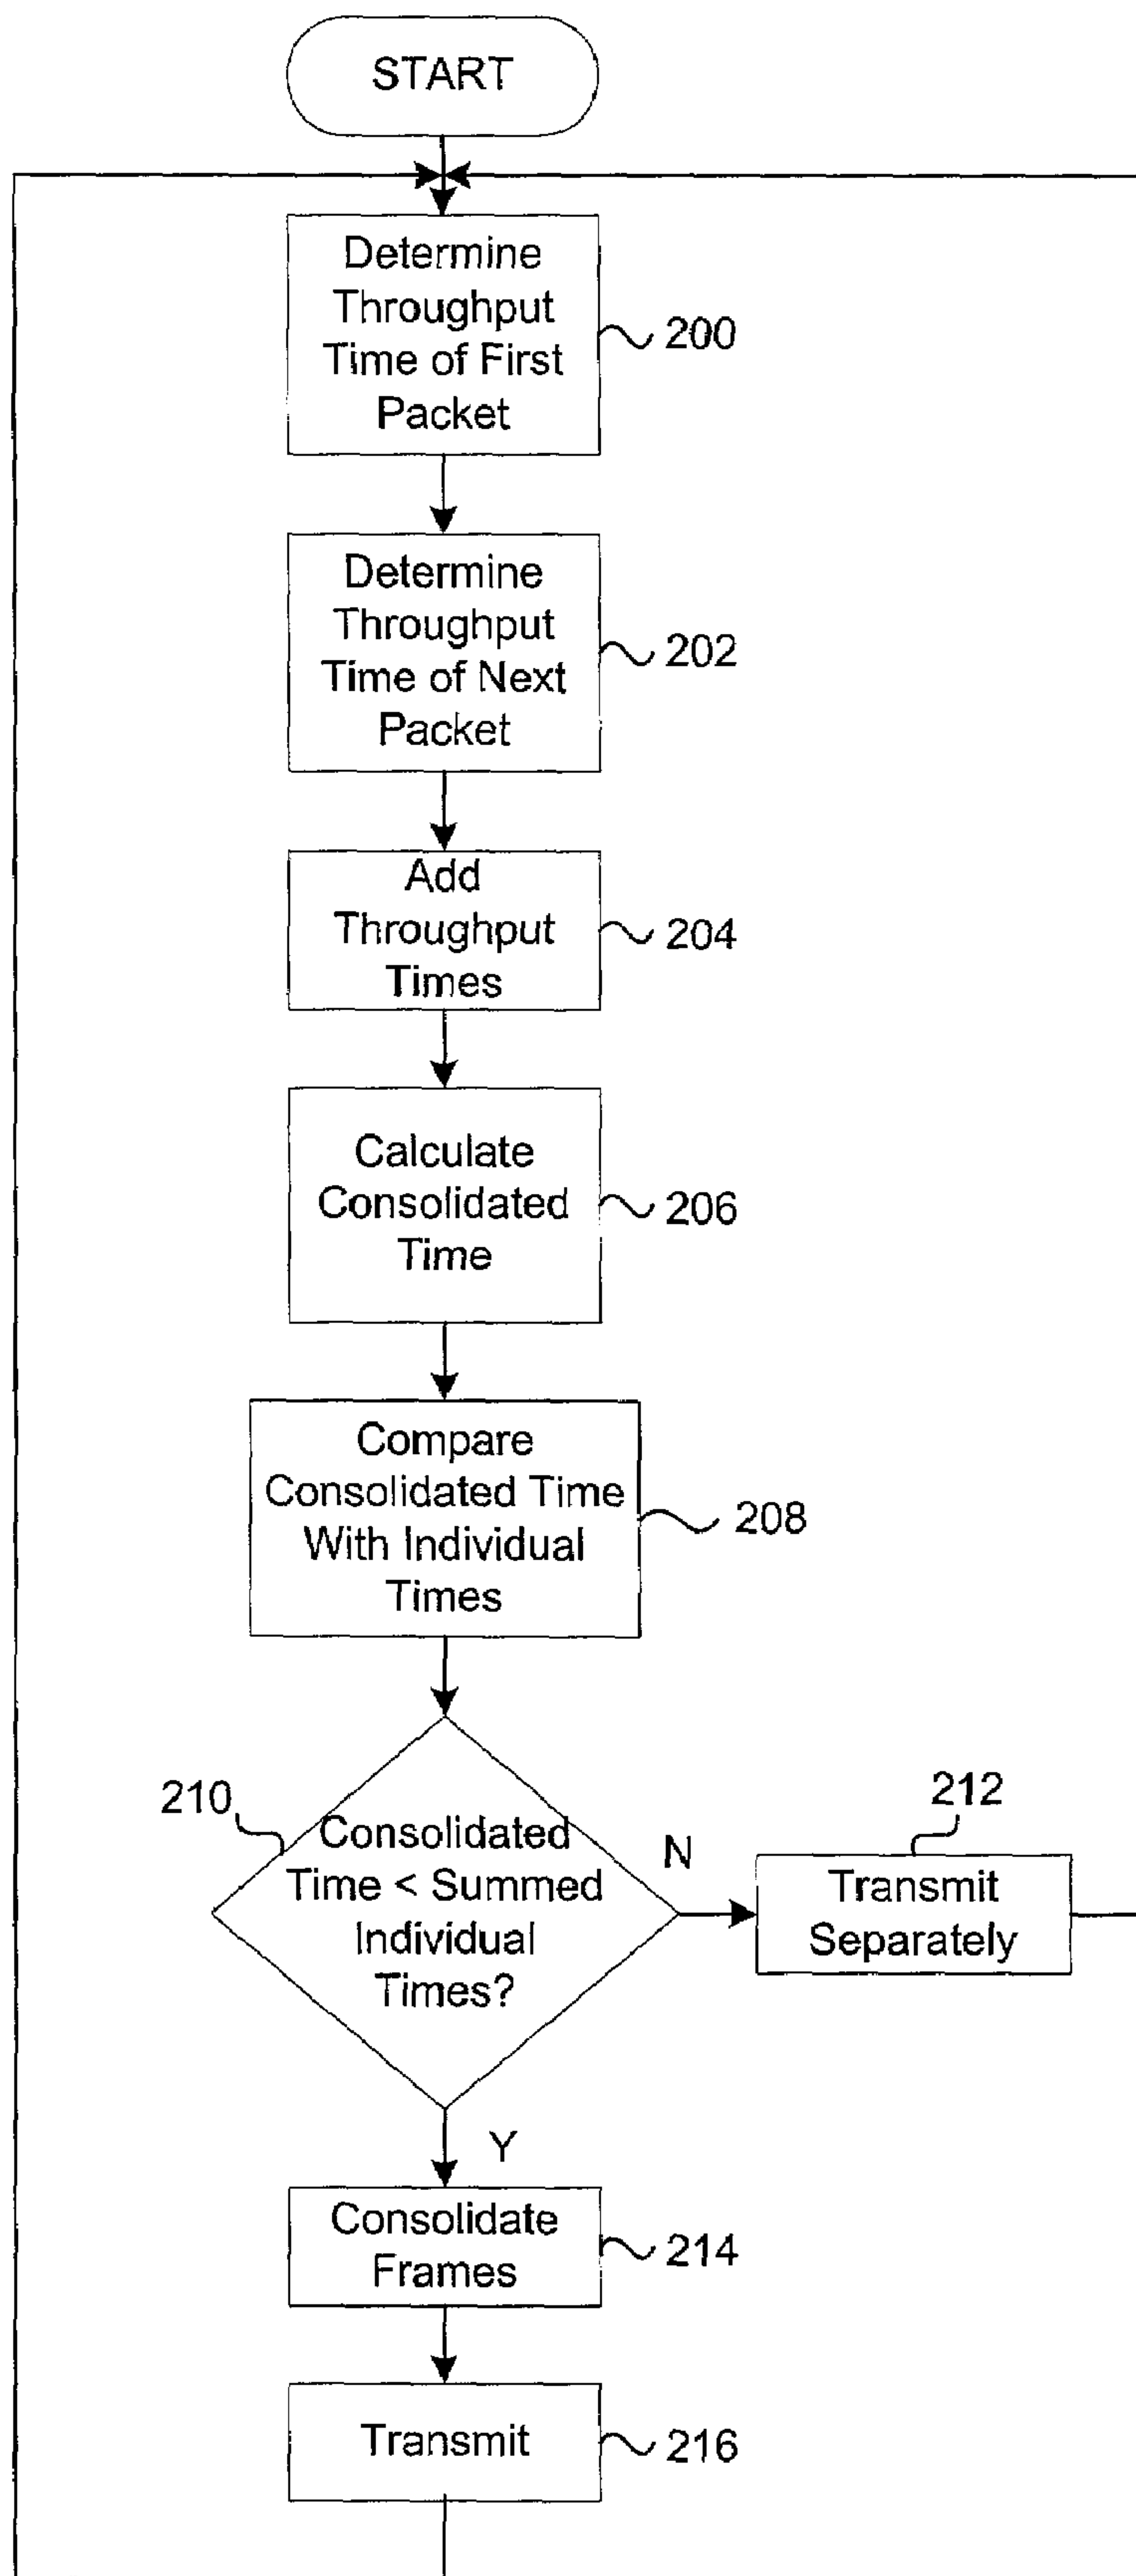 START
Determine
Throughput
Time of First
Packet
200
Determine
Throughput
Time of Next
Packet
202
Add
Throughput
Times
204
Calculate
Consolidated
Time
206
Compare
Consolidated Time
With Individual
Times
208
210
Consolidated
Time < Summed
Individual
Times?
N
212
Transmit
Separately
Y
Consolidate
Frames
214
Transmit
216